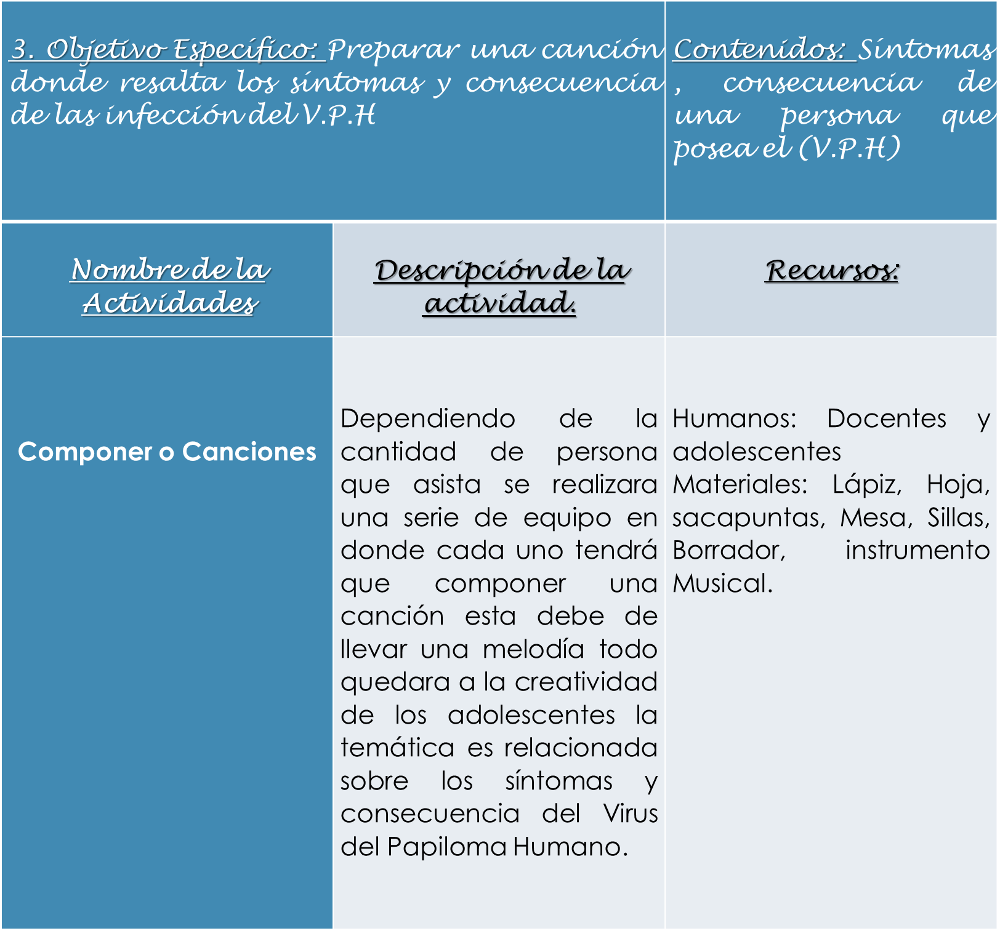 3. Objetivo Específico: Preparar una canción
donde resalta los síntomas y consecuencia
de las infección del V.P.H
Contenidos: Síntomas
, consecuencia de
una persona que
posea el (V.P.H)
Nombre de la
Actividades
Descripción de la
actividad.
Recursos:
Componer o Canciones
Dependiendo de la
cantidad de persona
que asista se realizara
una serie de equipo en
donde cada uno tendrá
que componer una
canción esta debe de
llevar una melodía todo
quedara a la creatividad
de los adolescentes la
temática es relacionada
sobre los síntomas y
consecuencia del Virus
del Papiloma Humano.
Humanos: Docentes y
adolescentes
Materiales: Lápiz, Hoja,
sacapuntas, Mesa, Sillas,
Borrador, instrumento
Musical.